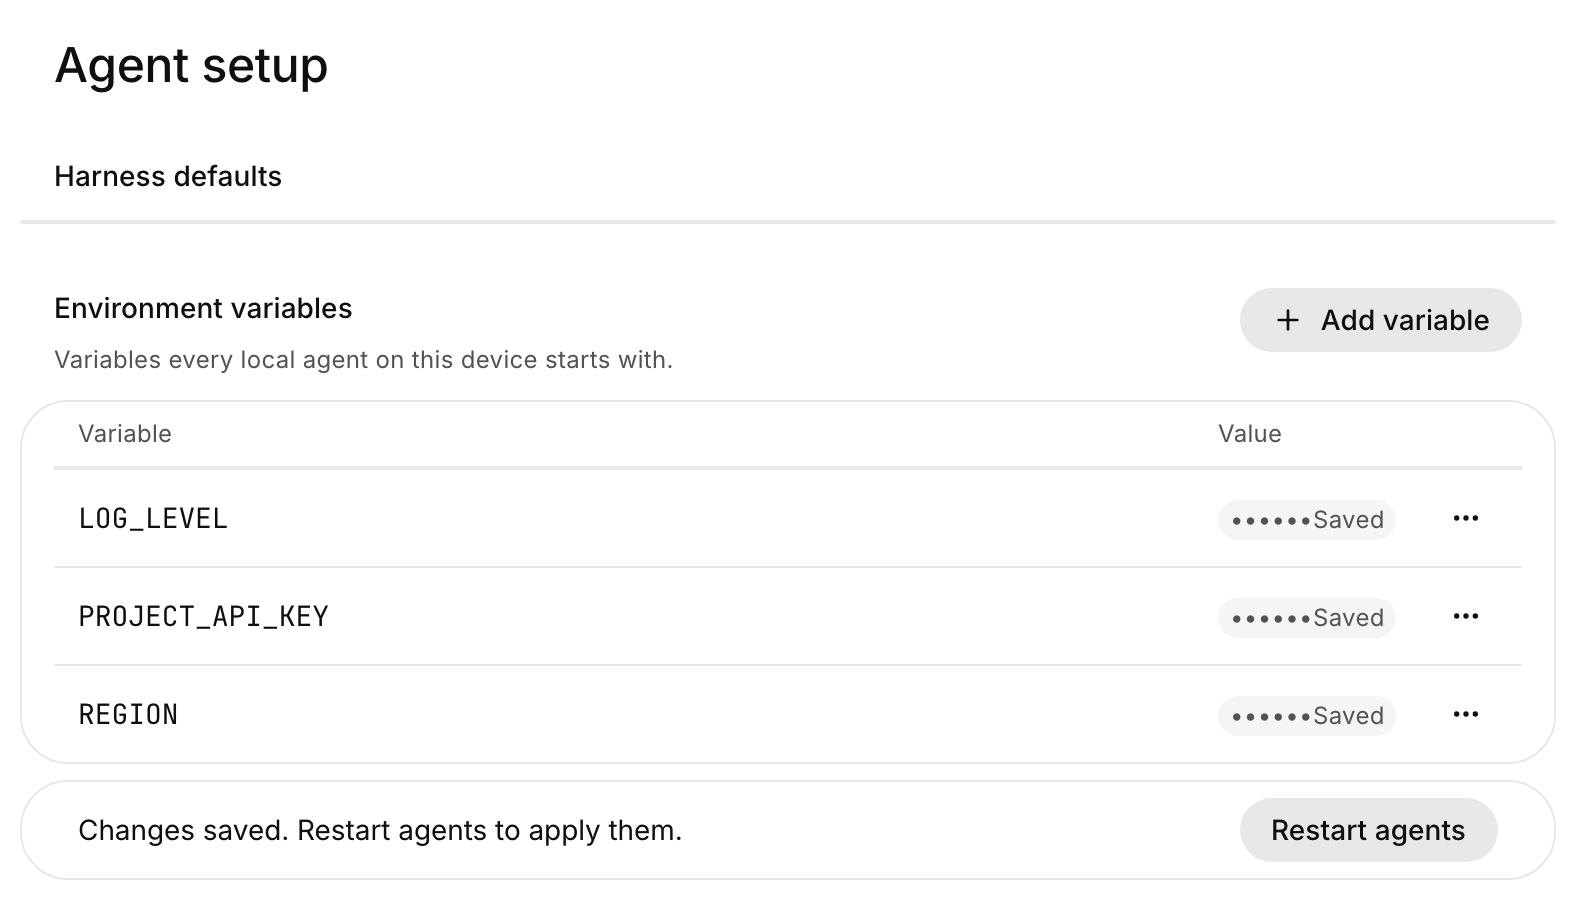 Agent setup
Harness defaults
Environment variables
Add variable
Variables every local agent on this device starts with.
Variable Value
LOG_LEVEL ••••••Saved
PROJECT_API_KEY ••••••Saved
REGION ••••••Saved
Changes saved. Restart agents to apply them.
Restart agents